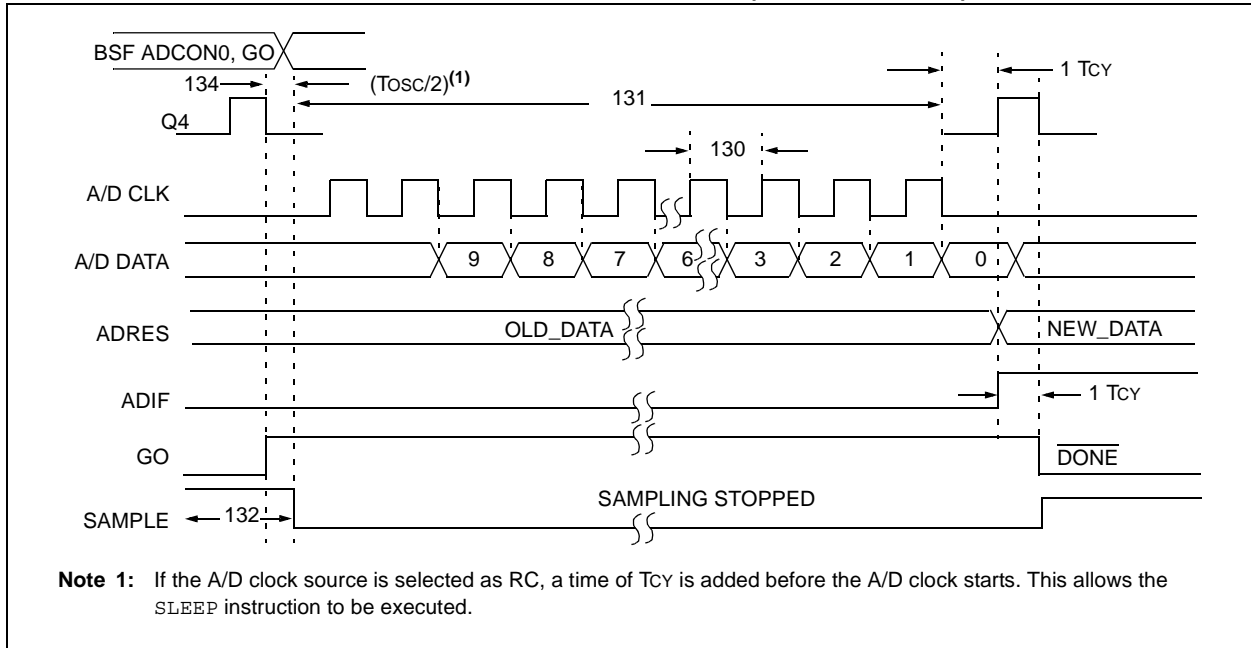 BSF ADCON0, GO
134 (TOSC/2)(1) 131 1 TCY
Q4
130
A/D CLK
A/D DATA 9 8 7 6 3 2 1 0
ADRES OLD_DATA NEW_DATA
ADIF 1 TCY
GO DONE
SAMPLING STOPPED
SAMPLE 132
Note 1: If the A/D clock source is selected as RC, a time of TCY is added before the A/D clock starts. This allows the
SLEEP instruction to be executed.